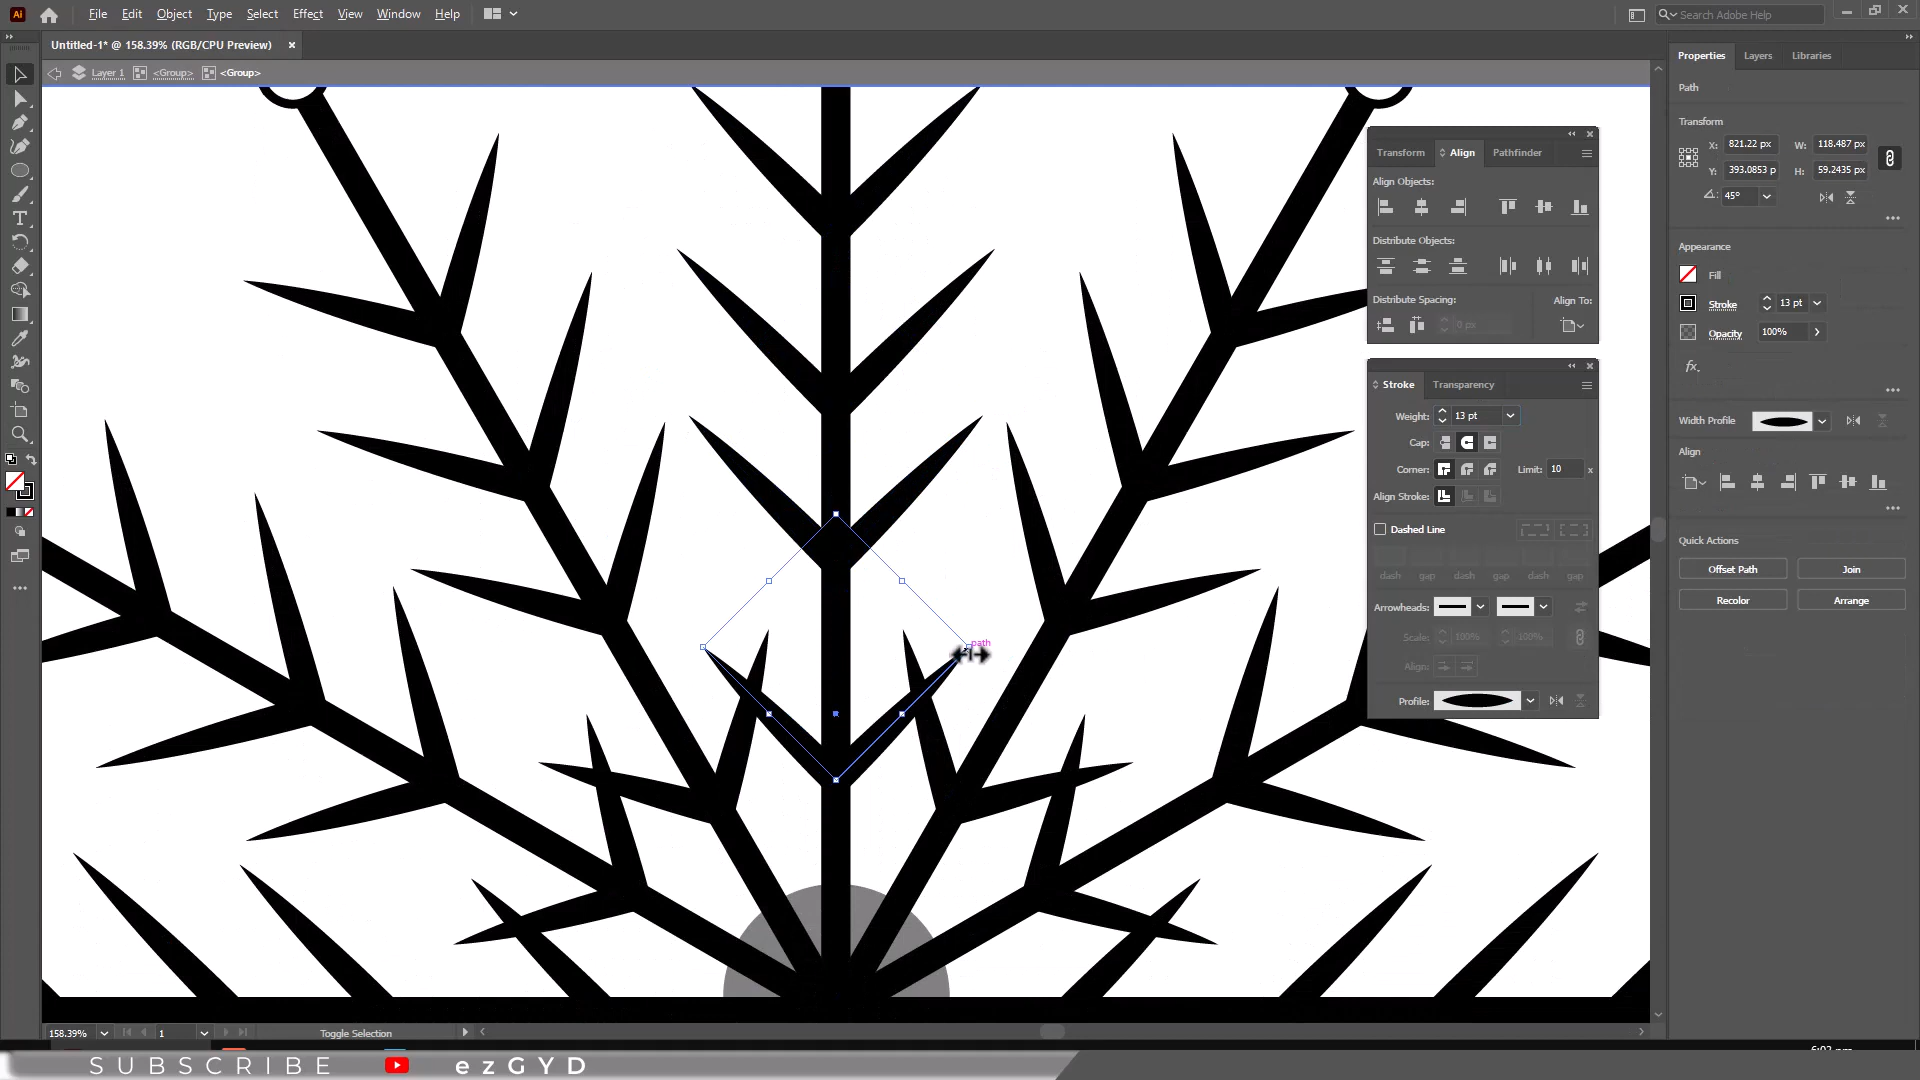 Ai File Edit Object Type Select Effect View Window Help Search Adobe Help
Untitled-1* @ 158.39% (RGB/CPU Preview) ×
Layer 1 <Group> <Group>
Properties Layers Libraries
Path
Transform
X: 821.22 px W: 118.487 px
Y: 393.0853 p H: 59.2435 px
45°
Appearance
Fill
Stroke 13 pt
Opacity 100%
fx.
Width Profile
Align
Quick Actions
Offset Path Join
Recolor Arrange
Transform Align Pathfinder
Align Objects:
Distribute Objects:
Distribute Spacing: Align To:
0 px
Stroke Transparency
Weight: 13 pt
Cap:
Corner: Limit: 10 x
Align Stroke:
Dashed Line
dash gap dash gap dash gap
Arrowheads:
Scale: 100% 100%
Align:
Profile:
path
158.39% 1 Toggle Selection
SUBSCRIBE ezGYD